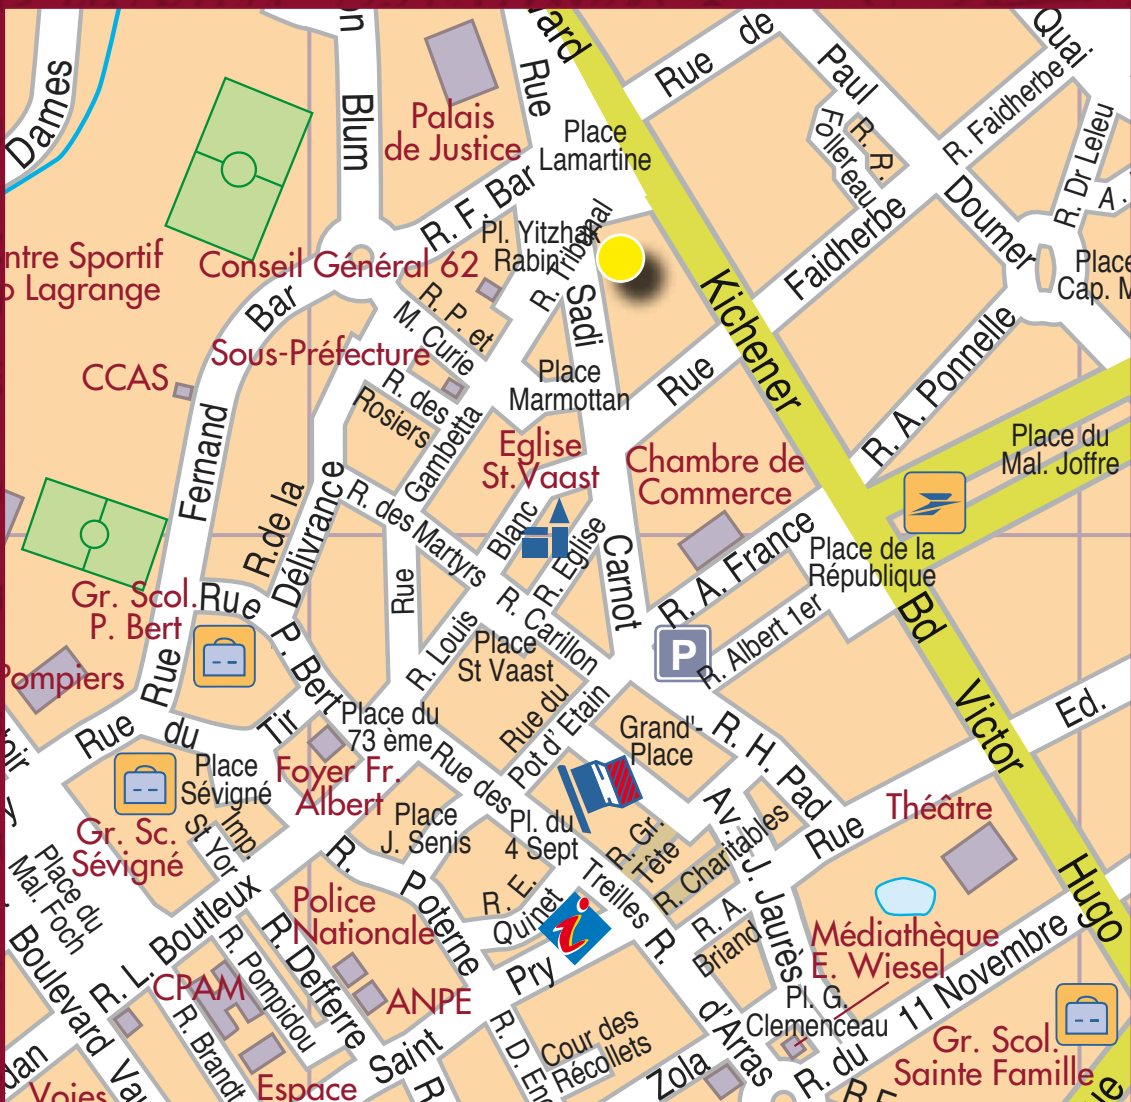 Dames
Blum
Palais
de Justice
Rue
Place
Lamartine
Rue de
Paul
Quai
R. Faidherbe
R. Dr Leleu
R. R.
Follereau
Doumer
A.
Place
Cap. M
R. F. Bar
Pl. Yitzhak
Rabin
R. Tribunal
Conseil Général 62
ntre Sportif
o Lagrange
Bar
R. P. et
M. Curie
Sadi
Kichener
Faidherbe
Sous-Préfecture
CCAS
R. des
Rosiers
Gambetta
Place
Marmottan
Rue
R. A. Ponnelle
Place du
Mal. Joffre
Eglise
St.Vaast
Chambre de
Commerce
Fernand
R.de la
Délivrance
R. des Martyrs
Blanc
R. Eglise
Carnot
R. A. France
Place de la
République
Bd
Gr. Scol.
P. Bert
Rue
P. Bert
Rue
R. Louis
R. Carillon
Place
St Vaast
P
R. Albert 1er
Pompiers
Rue
Rue du
Tir
Place du
73 ème
Rue du
Pot d'Etain
Grand'-
Place
R. H. Pad
Victor
Ed.
Place
Sévigné
Foyer Fr.
Albert
Rue des
Treilles
Gr. Sc.
Sévigné
Imp.
St Yor
Place
J. Senis
Pl. du
4 Sept
R. Gr.
Tête
R. Charitables
Av.
J. Jaurès
Rue
Théâtre
Hugo
Place du
Mal. Foch
R.
Poterne
R. E.
Quinet
i
R. A.
Briand
Police
Nationale
R. L. Boutleux
R. Defferre
R. Pompidou
Boulevard Vau
CPAM
R. Brandt
ANPE
Pry
Saint
R.
d'Arras
Médiathèque
E. Wiesel
Pl. G.
Clemenceau
11 Novembre
R. du
Gr. Scol.
Sainte Famille
Cour des
Récollets
Zola
R. D. Enc
dan
Voies
Espace
R